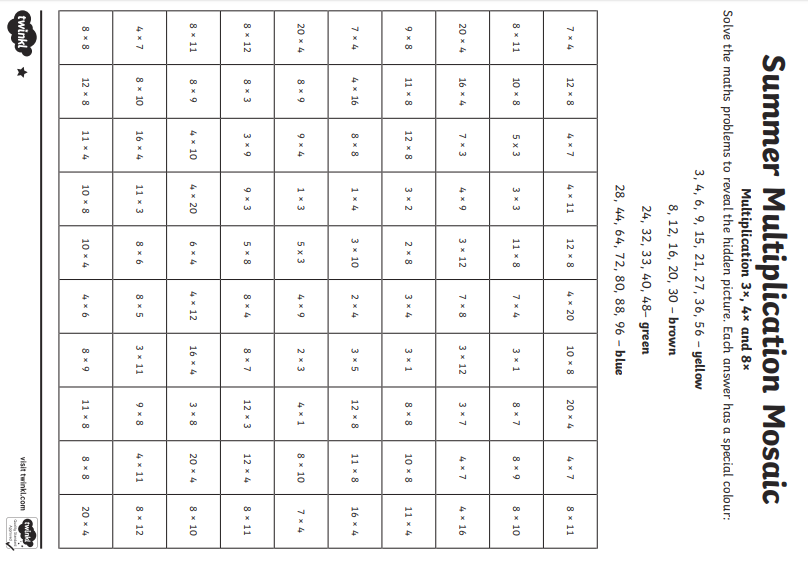 Summer Multiplication Mosaic
Multiplication 3×, 4× and 8×
Solve the maths problems to reveal the hidden picture. Each answer has a special colour:
3, 4, 6, 9, 15, 21, 27, 36, 56 – yellow
8, 12, 16, 20, 30 – brown
24, 32, 33, 40, 48– green
28, 44, 64, 72, 80, 88, 96 – blue
7 × 4 12 × 8 4 × 7 4 × 11 12 × 8 4 × 20 10 × 8 20 × 4 4 × 7 8 × 11
8 × 11 10 × 8 5 x 3 3 × 3 11 × 8 7 × 4 3 × 1 8 × 7 8 × 9 8 × 10
20 × 4 16 × 4 7 × 3 4 × 9 3 × 12 7 × 8 3 × 12 3 × 7 4 × 7 4 × 16
9 × 8 11 × 8 12 × 8 3 × 2 2 × 8 3 × 4 3 × 1 8 × 8 10 × 8 11 × 4
7 × 4 4 × 16 8 × 8 1 × 4 3 × 10 2 × 4 3 × 5 12 × 8 11 × 8 16 × 4
20 × 4 8 × 9 9 × 4 1 × 3 5 x 3 4 × 9 2 × 3 4 × 1 8 × 10 7 × 4
8 × 12 8 × 3 3 × 9 9 × 3 5 × 8 8 × 4 8 × 7 12 × 3 12 × 4 8 × 11
8 × 11 8 × 9 4 × 10 4 × 20 6 × 4 4 × 12 16 × 4 3 × 8 20 × 4 8 × 10
4 × 7 8 × 10 16 × 4 11 × 3 8 × 6 8 × 5 3 × 11 9 × 8 4 × 11 8 × 12
8 × 8 12 × 8 11 × 4 10 × 8 10 × 4 4 × 6 8 × 9 11 × 8 8 × 8 20 × 4
twinkl
visit twinkl.com
twinkl